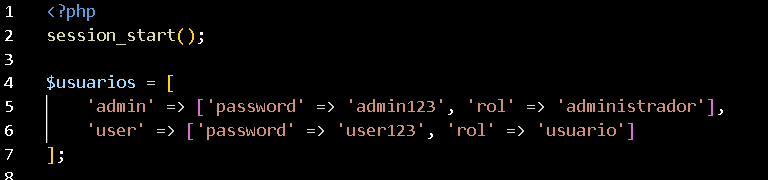 1 <?php
2 session_start();
3
4 $usuarios = [
5 'admin' => ['password' => 'admin123', 'rol' => 'administrador'],
6 'user' => ['password' => 'user123', 'rol' => 'usuario']
7 ];
8